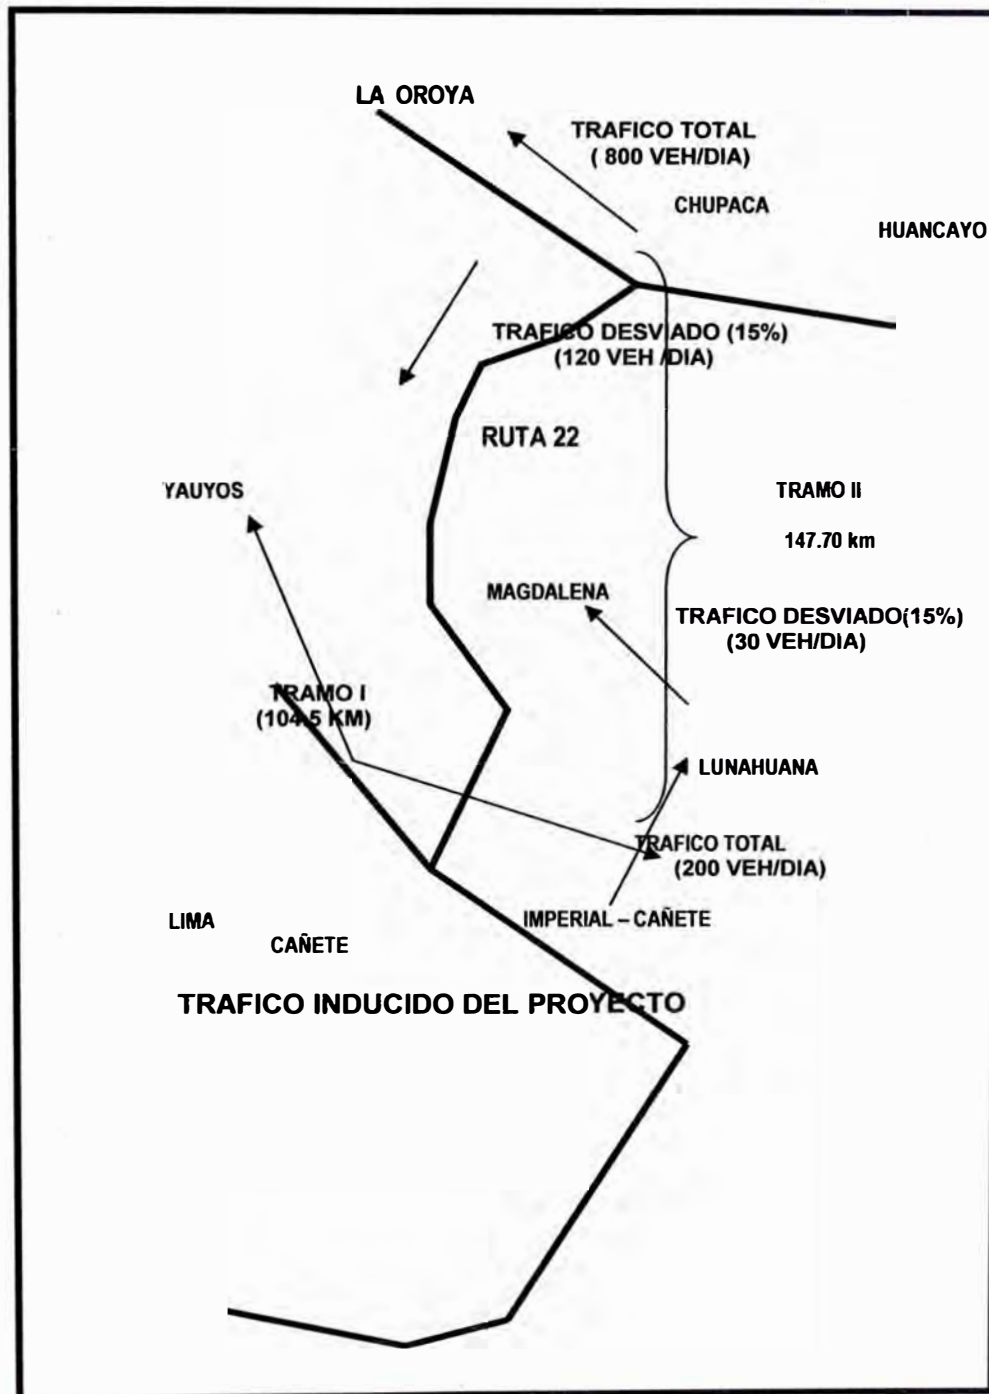 LA OROYA
TRAFICO TOTAL
( 800 VEH/DIA)
CHUPACA
HUANCAYO
TRAFICO DESVIADO (15%)
(120 VEH /DIA)
RUTA 22
YAUYOS
TRAMO II
147.70 km
MAGDALENA
TRAFICO DESVIADO(15%)
(30 VEH/DIA)
TRAMO I
(104.5 KM)
LUNAHUANA
TRAFICO TOTAL
(200 VEH/DIA)
IMPERIAL – CAÑETE
LIMA
CAÑETE
TRAFICO INDUCIDO DEL PROYECTO